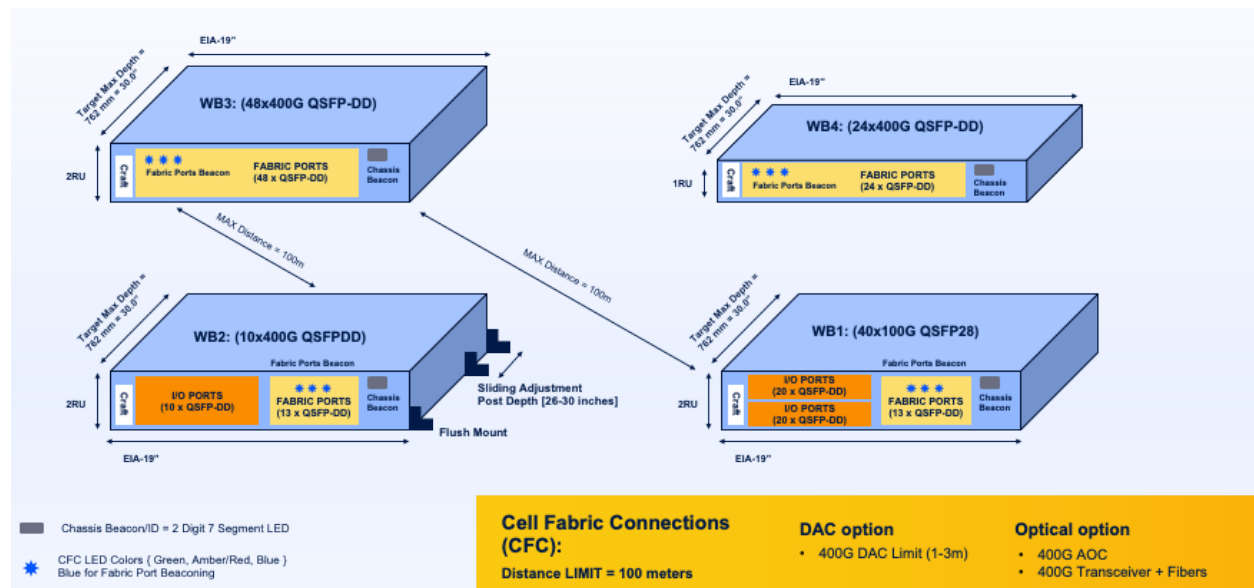 EIA-19"
Target Max Depth =
762 mm = 30.0"
WB3: (48x400G QSFP-DD)
2RU
Craft
Fabric Ports Beacon
FABRIC PORTS
(48 x QSFP-DD)
Chassis
Beacon
EIA-19"
Target Max Depth =
762 mm = 30.0"
WB4: (24x400G QSFP-DD)
1RU
Craft
Fabric Ports Beacon
FABRIC PORTS
(24 x QSFP-DD)
Chassis
Beacon
MAX Distance = 100m
MAX Distance = 100m
Target Max Depth =
762 mm = 30.0"
WB2: (10x400G QSFPDD)
Fabric Ports Beacon
2RU
Craft
I/O PORTS
(10 x QSFP-DD)
FABRIC PORTS
(13 x QSFP-DD)
Chassis
Beacon
Sliding Adjustment
Post Depth [26-30 inches]
Flush Mount
EIA-19"
Target Max Depth =
762 mm = 30.0"
WB1: (40x100G QSFP28)
Fabric Ports Beacon
2RU
Craft
I/O PORTS
(20 x QSFP-DD)
I/O PORTS
(20 x QSFP-DD)
FABRIC PORTS
(13 x QSFP-DD)
Chassis
Beacon
EIA-19"
Chassis Beacon/ID = 2 Digit 7 Segment LED
CFC LED Colors { Green, Amber/Red, Blue }
Blue for Fabric Port Beaconing
Cell Fabric Connections
(CFC):
Distance LIMIT = 100 meters
DAC option
• 400G DAC Limit (1-3m)
Optical option
• 400G AOC
• 400G Transceiver + Fibers